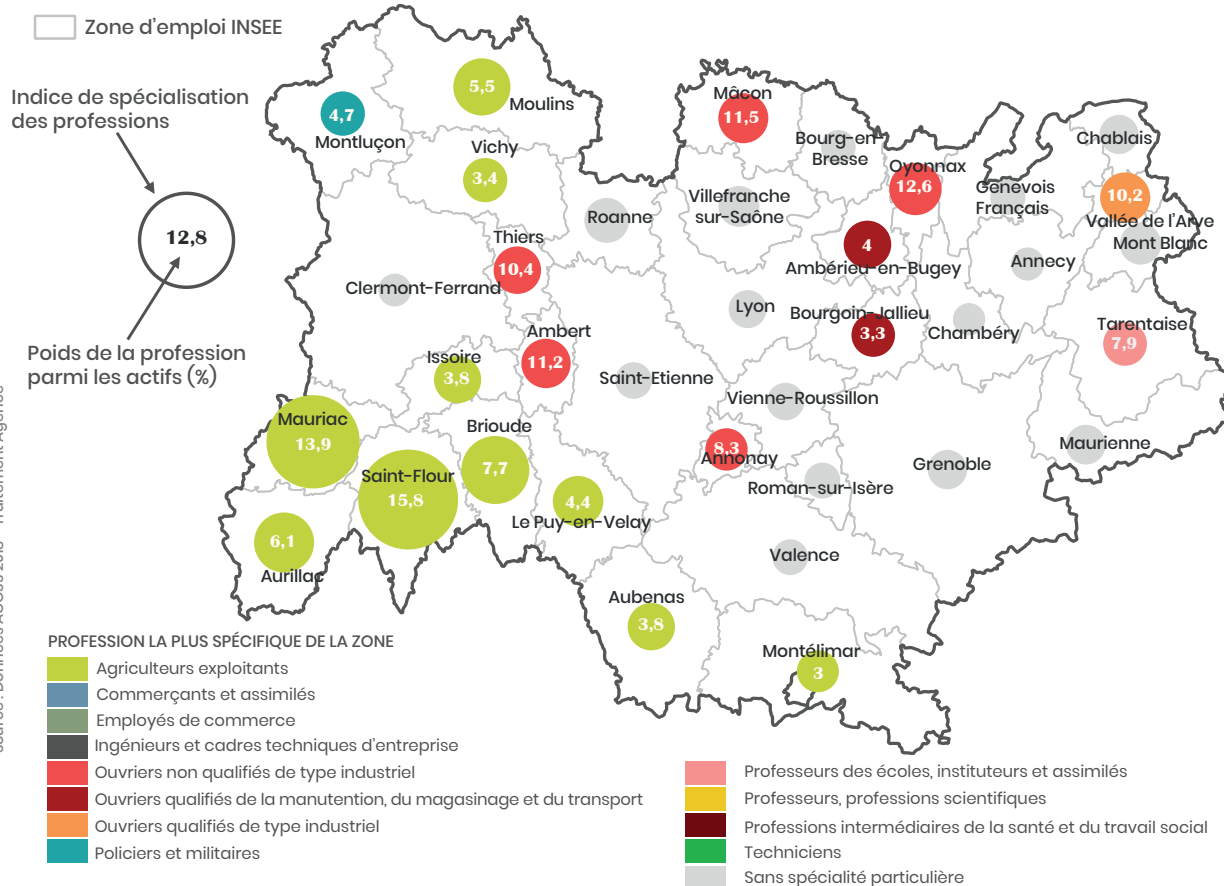 Zone d'emploi INSEE
Indice de spécialisation
des professions
12,8
Poids de la profession
parmi les actifs (%)
5,5
Moulins
4,7
Montluçon
Vichy
3,4
Mâcon
11,5
Bourg-en-
Bresse
Oyonnax
12,6
Chablais
Genevois
Français
10,2
Vallée de l'Arve
Mont Blanc
Villefranche
sur-Saône
Roanne
Thiers
10,4
Clermont-Ferrand
4
Ambérieu-en-Bugey
Annecy
Lyon
Bourgoin-Jallieu
3,3
Chambéry
Tarentaise
7,9
Ambert
11,2
Issoire
3,8
Saint-Etienne
Vienne-Roussillon
Mauriac
13,9
Brioude
7,7
Saint-Flour
15,8
8,3
Annonay
Maurienne
Grenoble
Roman-sur-Isère
4,4
Le Puy-en-Velay
6,1
Aurillac
Valence
Aubenas
3,8
Montélimar
3
PROFESSION LA PLUS SPÉCIFIQUE DE LA ZONE
Agriculteurs exploitants
Commerçants et assimilés
Employés de commerce
Ingénieurs et cadres techniques d'entreprise
Ouvriers non qualifiés de type industriel
Ouvriers qualifiés de la manutention, du magasinage et du transport
Ouvriers qualifiés de type industriel
Policiers et militaires
Professeurs des écoles, instituteurs et assimilés
Professeurs, professions scientifiques
Professions intermédiaires de la santé et du travail social
Techniciens
Sans spécialité particulière